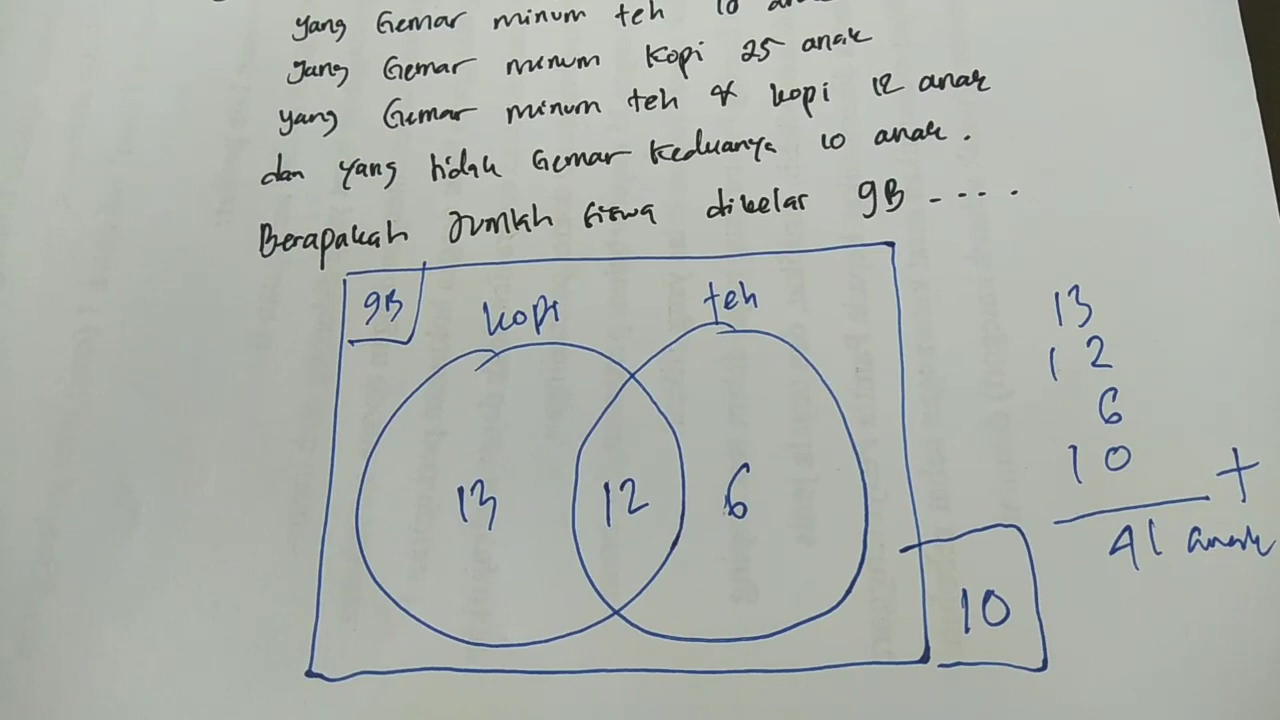 yang Gemar minum teh 18
yang Gemar minum kopi 25 anak
yang Gemar minum teh & kopi 12 anak
dan yang tidak Gemar keduanya 10 anak.
Berapakah Jumlah siswa dikelas 9B ....
9B kopi teh
13 12 6
10
13
12
6
10 +
41 anak